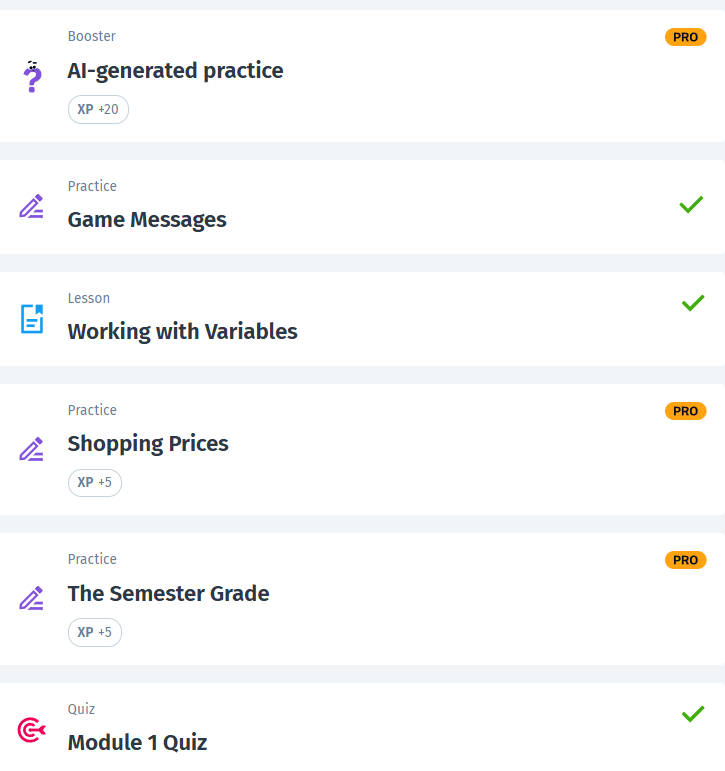 Booster
PRO
AI-generated practice
XP +20
Practice
Game Messages
Lesson
Working with Variables
Practice
PRO
Shopping Prices
XP +5
Practice
PRO
The Semester Grade
XP +5
Quiz
Module 1 Quiz